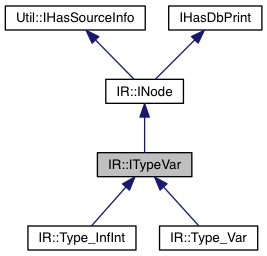 Util::IHasSourceInfo
IHasDbPrint
IR::INode
IR::ITypeVar
IR::Type_InfInt
IR::Type_Var